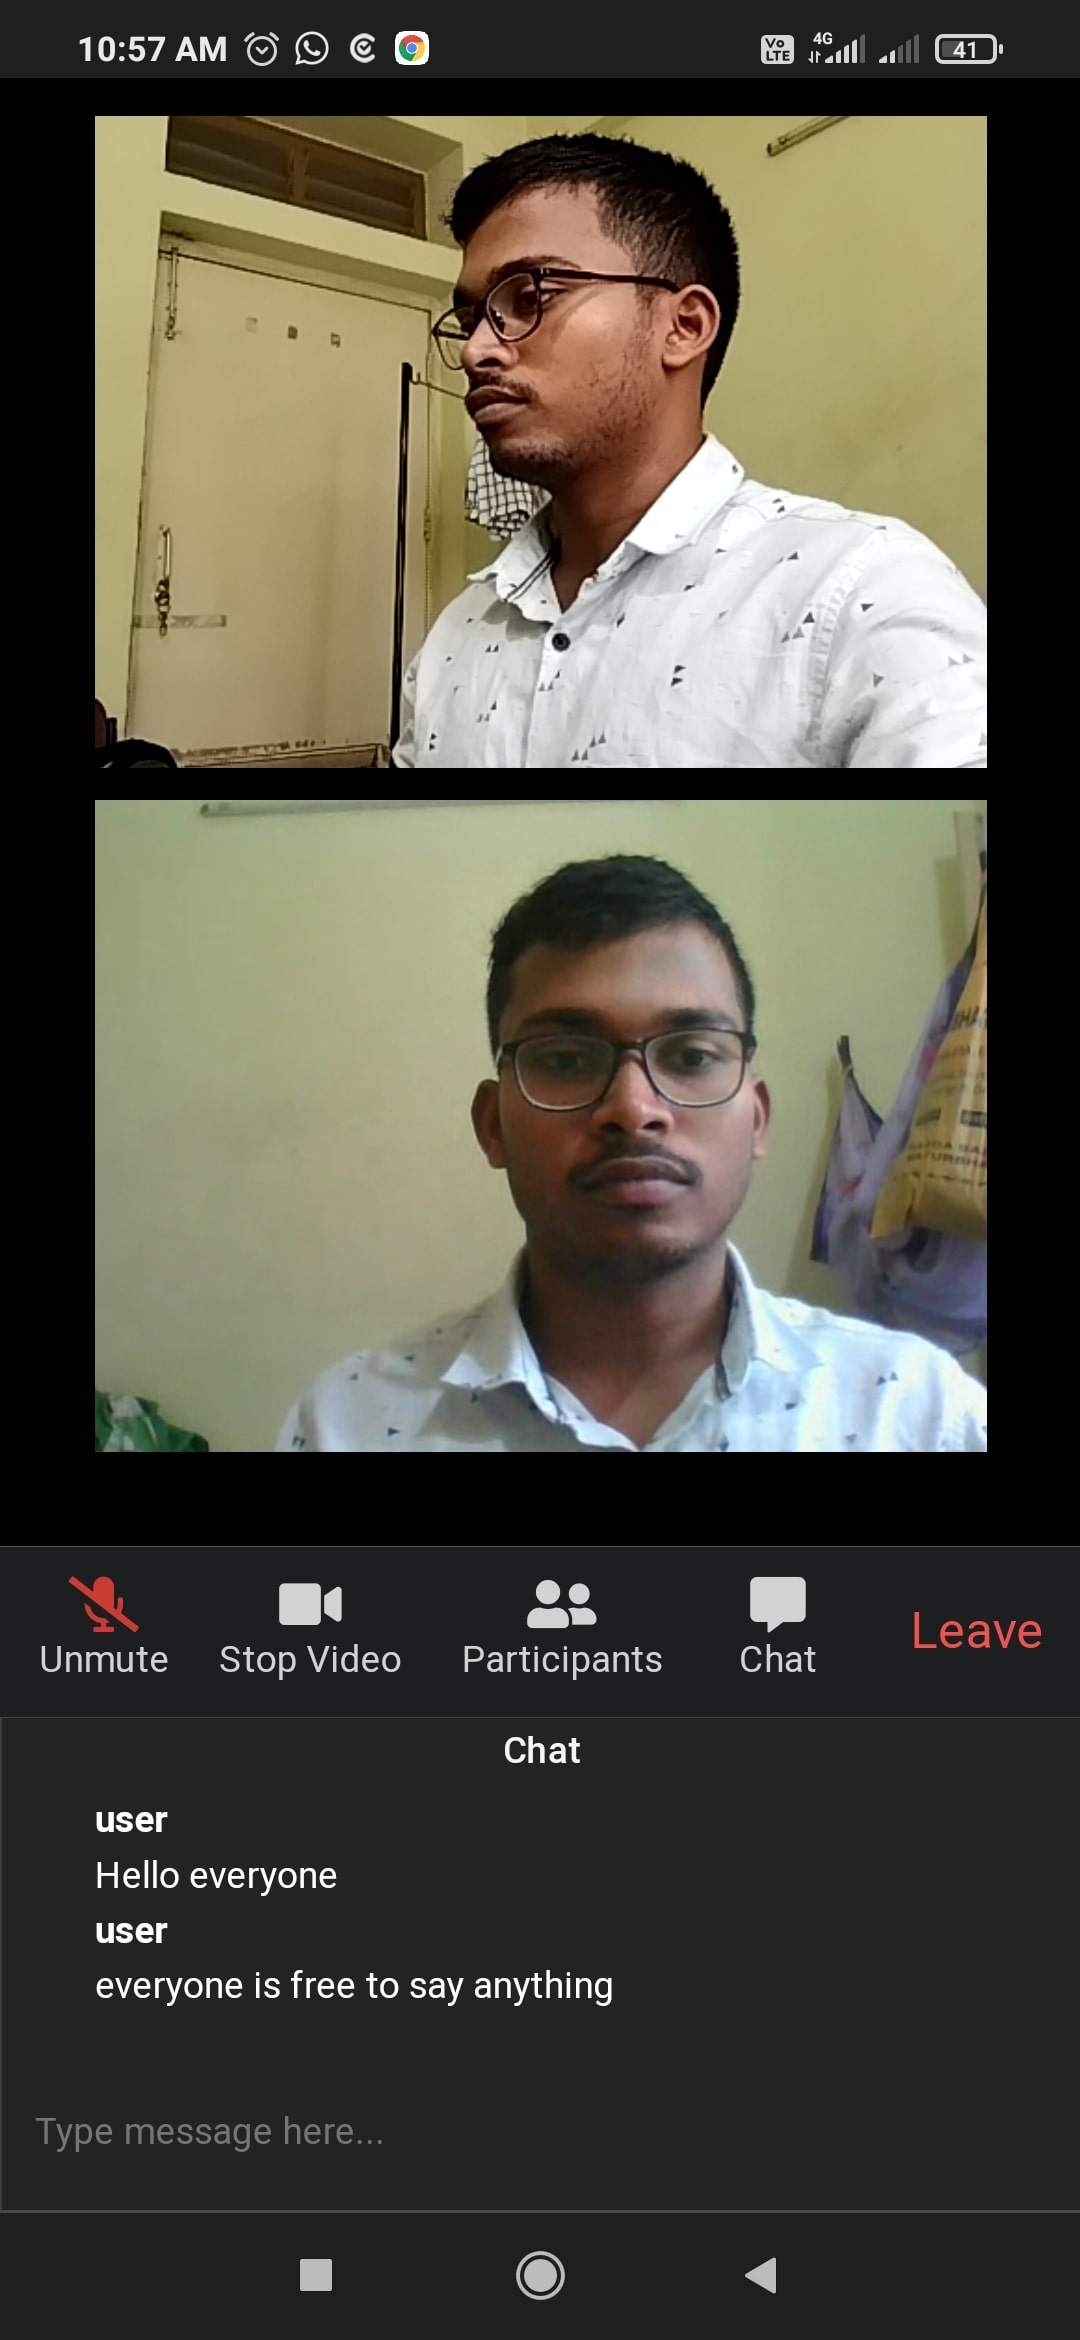 10:57 AM
Vo LTE 4G 41
Unmute
Stop Video
Participants
Chat
Leave
Chat
user
Hello everyone
user
everyone is free to say anything
Type message here...